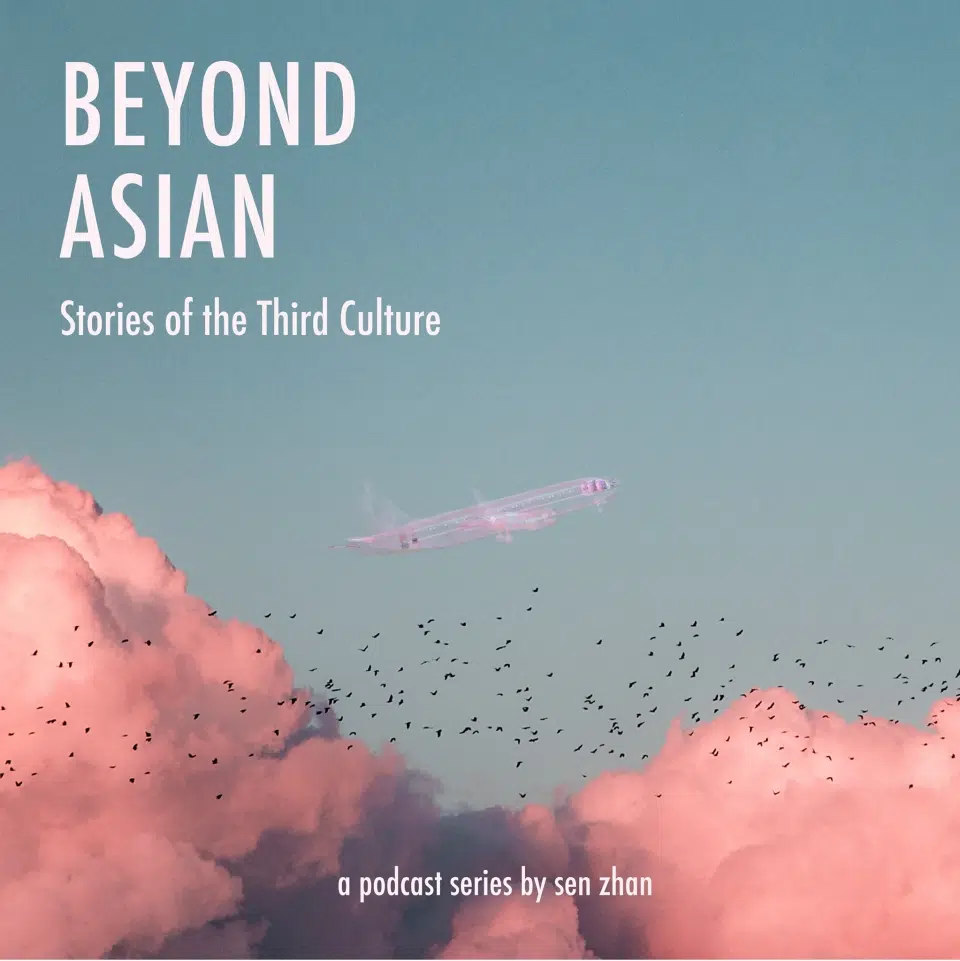 BEYOND
ASIAN
Stories of the Third Culture
a podcast series by sen zhan